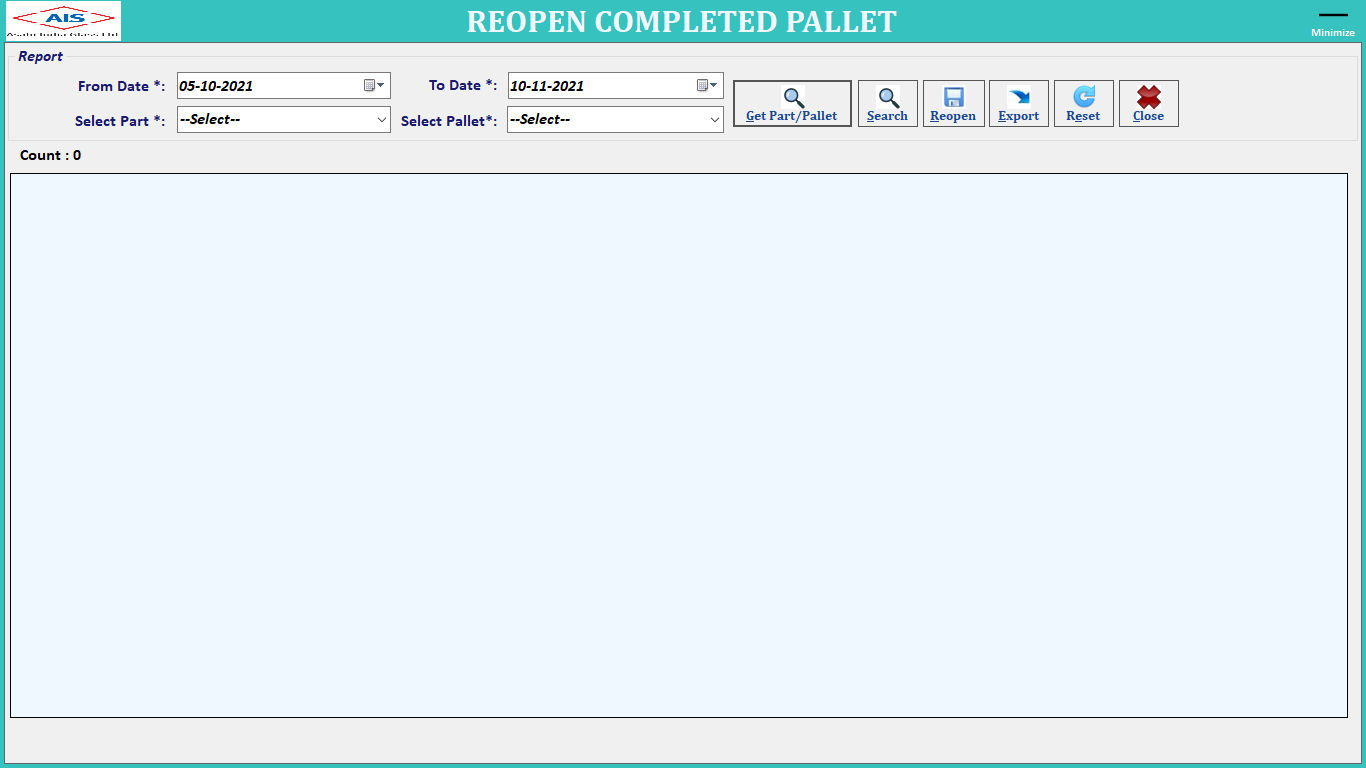 AIS
Asahi India Glass Ltd
REOPEN COMPLETED PALLET
Minimize
Report
From Date *: 05-10-2021 To Date *: 10-11-2021
Select Part *: --Select-- Select Pallet*: --Select--
Get Part/Pallet Search Reopen Export Reset Close
Count : 0